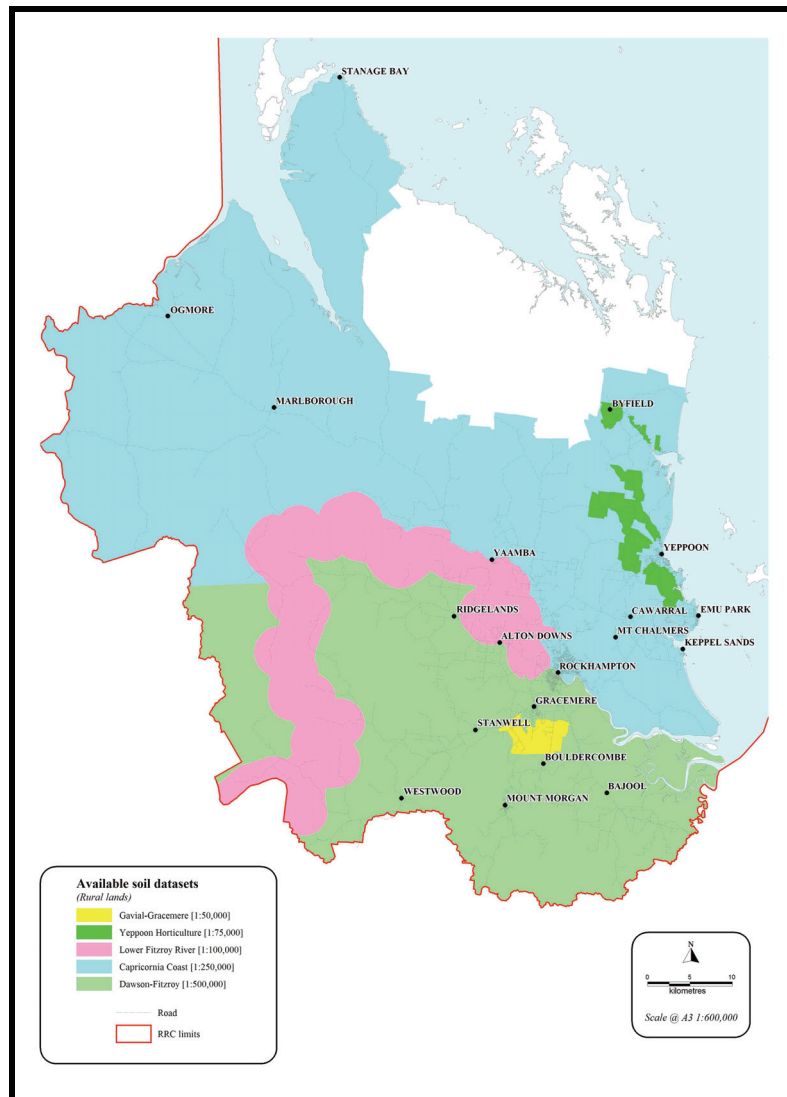 STANAGE BAY
OGMORE
MARLBOROUGH
BYFIELD
YAAMBA
YEPPOON
RIDGELANDS
CAWARRAL
EMU PARK
ALTON DOWNS
MT CHALMERS
KEPPEL SANDS
ROCKHAMPTON
GRACEMERE
STANWELL
BOULDERCOMBE
WESTWOOD
BAJOOL
MOUNT MORGAN
Available soil datasets
(Rural lands)
Gavial-Gracemere [1:50,000]
Yeppoon Horticulture [1:75,000]
Lower Fitzroy River [1:100,000]
Capricornia Coast [1:250,000]
Dawson-Fitzroy [1:500,000]
Road
RRC limits
N
0 5 10
kilometres
Scale @ A3 1:600,000